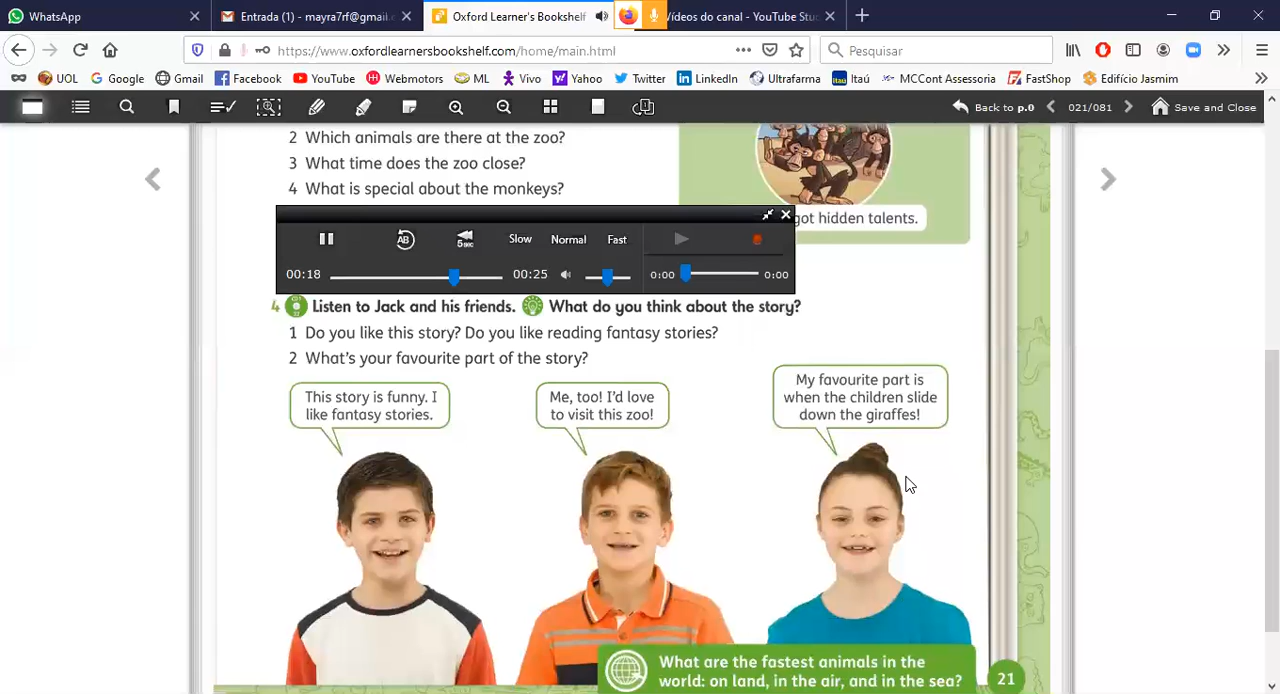 WhatsApp
Entrada (1) - mayra7rf@gmail.c
Oxford Learner's Bookshelf
Vídeos do canal - YouTube Stud
https://www.oxfordlearnersbookshelf.com/home/main.html
Pesquisar
UOL
Google
Gmail
Facebook
YouTube
Webmotors
ML
Vivo
Yahoo
Twitter
LinkedIn
Ultrafarma
Itaú
MCCont Assessoria
FastShop
Edifício Jasmim
Back to p.0
021/081
Save and Close
2 Which animals are there at the zoo?
3 What time does the zoo close?
4 What is special about the monkeys?
got hidden talents.
AB
5 SEC
Slow
Normal
Fast
00:18
00:25
0:00
0:00
4 Listen to Jack and his friends. What do you think about the story?
1 Do you like this story? Do you like reading fantasy stories?
2 What's your favourite part of the story?
This story is funny. I
like fantasy stories.
Me, too! I'd love
to visit this zoo!
My favourite part is
when the children slide
down the giraffes!
What are the fastest animals in the
world: on land, in the air, and in the sea?
21